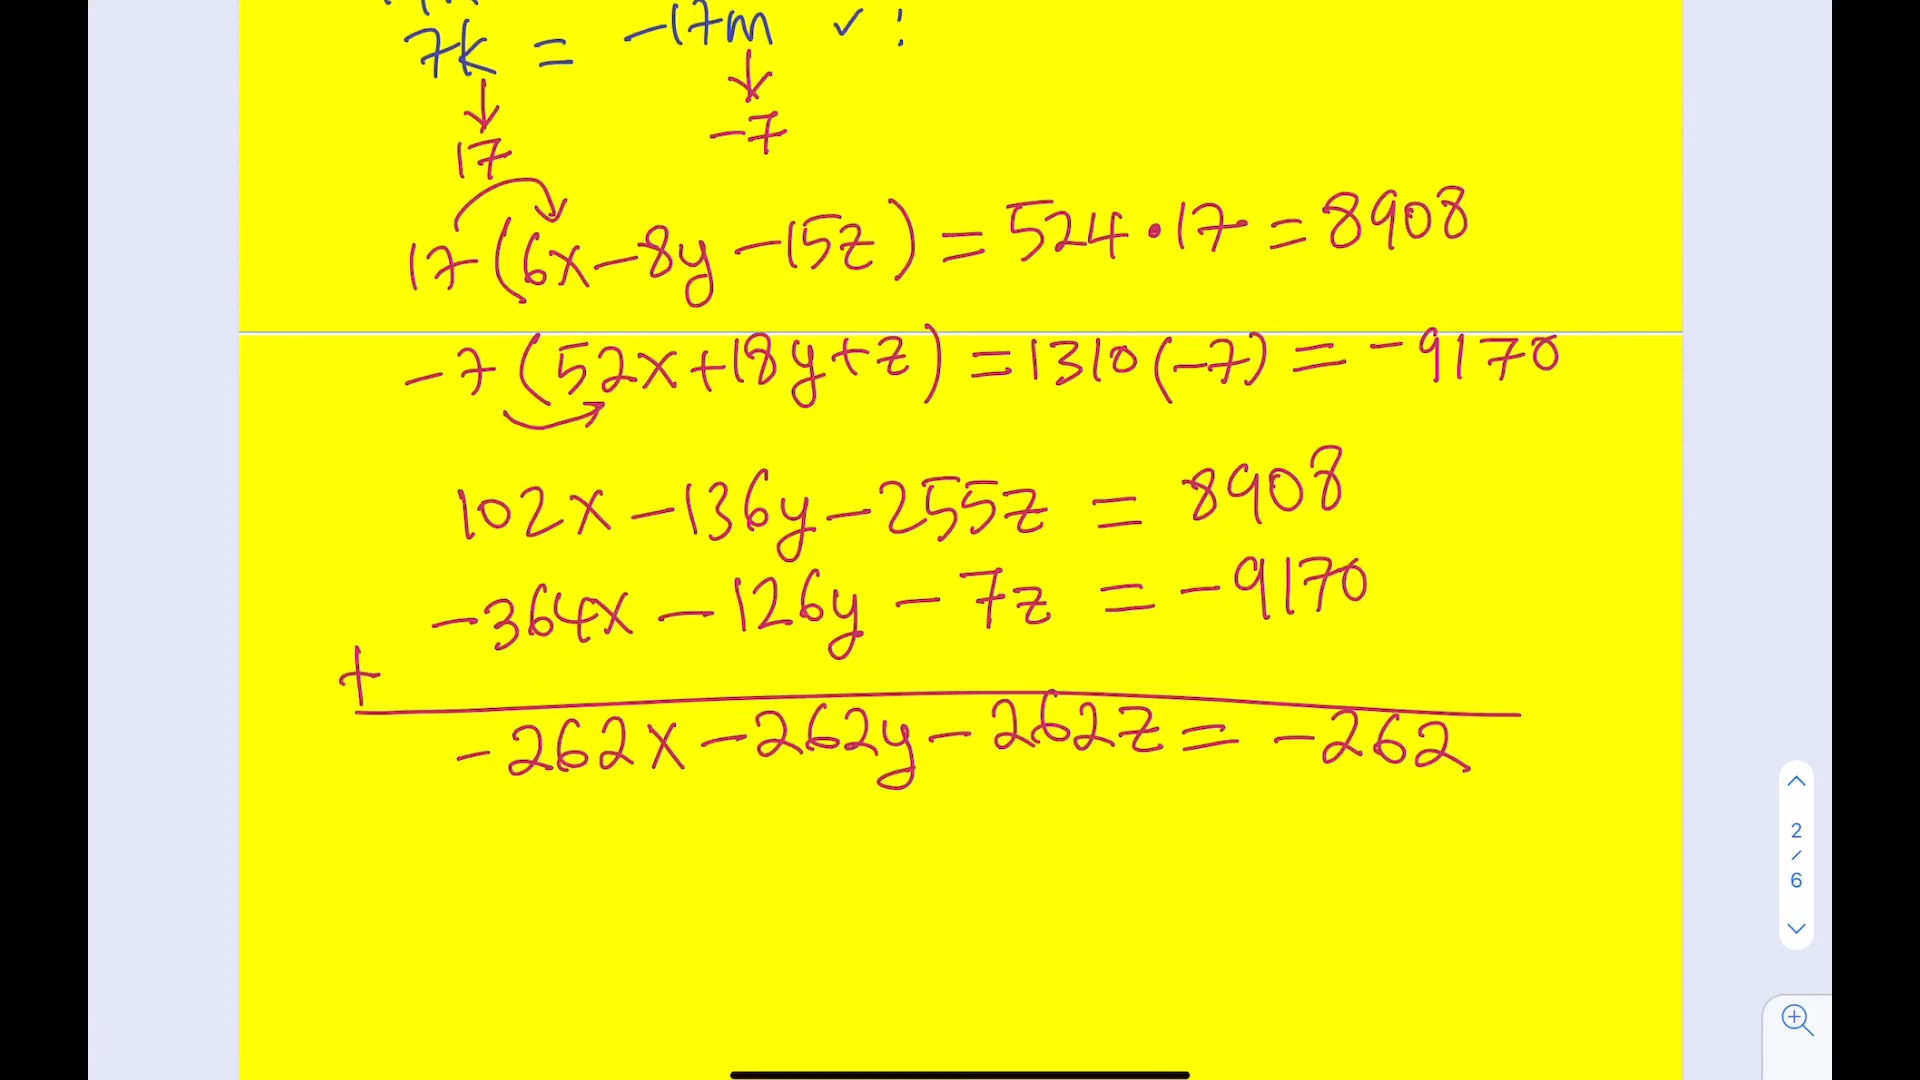 7k = -17m ✓ :
17 -7
17(6x-8y-15z) = 524·17 = 8908
-7(52x+18y+z) = 1310(-7) = -9170
102x-136y-255z = 8908
-364x-126y-7z = -9170
+
-262x-262y-262z = -262
2
/
6